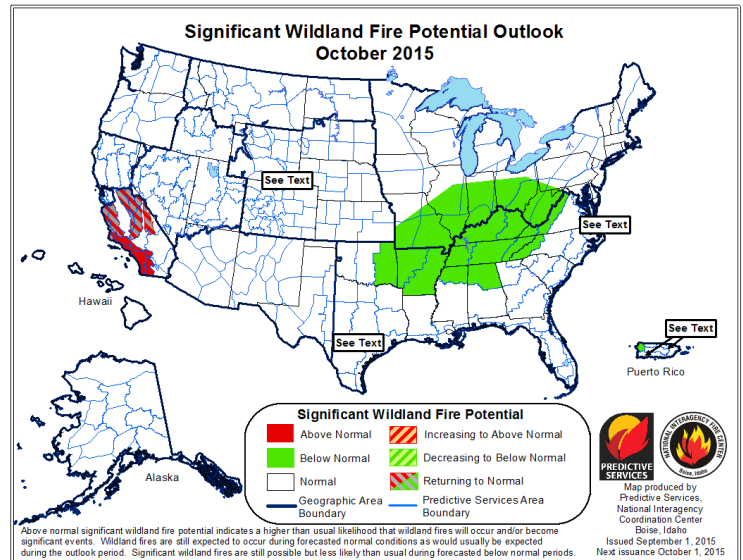 Significant Wildland Fire Potential Outlook
October 2015
See Text
See Text
See Text
See Text
Hawaii
Puerto Rico
Alaska
Significant Wildland Fire Potential
Above Normal
Increasing to Above Normal
Below Normal
Decreasing to Below Normal
Normal
Returning to Normal
Geographic Area
Boundary
Predictive Services Area
Boundary
PREDICTIVE
SERVICES
NATIONAL INTERAGENCY FIRE CENTER
Boise, Idaho
Map produced by
Predictive Services,
National Interagency
Coordination Center
Boise, Idaho
Issued September 1, 2015
Next issuance October 1, 2015
Above normal significant wildland fire potential indicates a higher than usual likelihood that wildland fires will occur and/or become
significant events. Wildland fires are still expected to occur during forecasted normal conditions as would usually be expected
during the outlook period. Significant wildland fires are still possible but less likely than usual during forecasted below normal periods.